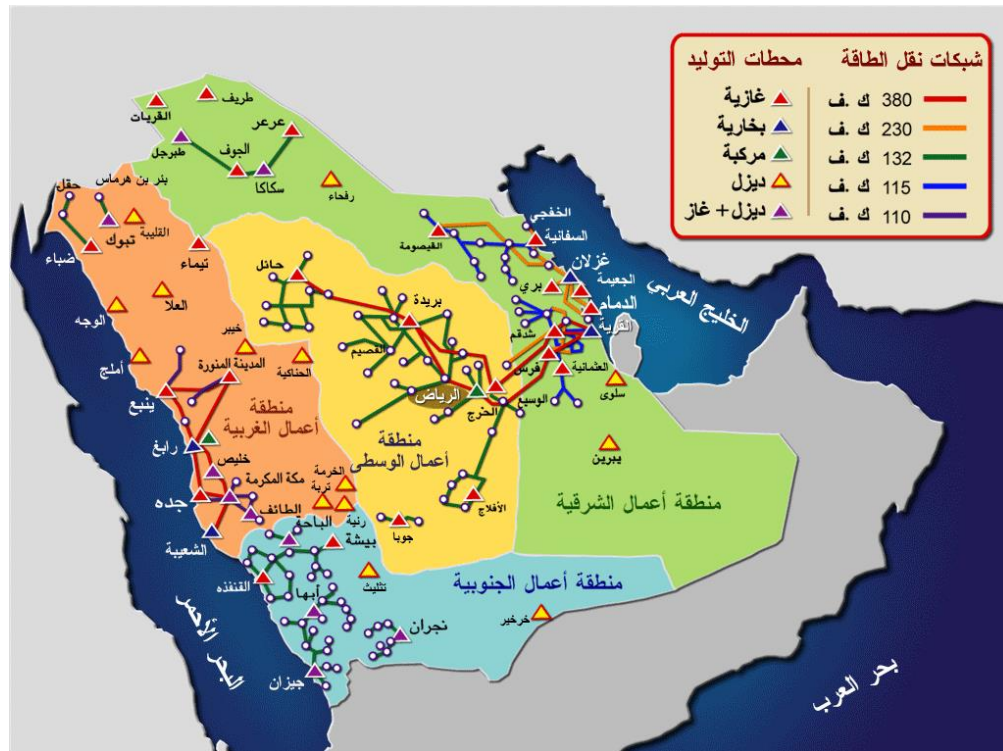 شبكات نقل الطاقة
محطات التوليد
380 ك.ف
230 ك.ف
132 ك.ف
115 ك.ف
110 ك.ف
غازية
بخارية
مركبة
ديزل
ديزل+ غاز
طريف
القريات
عرعر
طبرجل
الجوف
سكاكا
رفحاء
بئر بن هرماس
حقل
القليبة
تبوك
ضباء
تيماء
العلا
الوجه
خيبر
أملج
المدينة المنورة
الحناكية
ينبع
منطقة
أعمال الغربية
رابغ
خليص
مكة المكرمة
الخرمة
تربة
جده
الطائف
رنية
الشعيبة
الباحة
حائل
بريدة
القصيم
الرياض
الخرج
منطقة
أعمال الوسطى
الأفلاج
جوبا
القيصومة
الخفجي
السفانية
غزلان
الجعيمة
بري
الدمام
القرية
شدقم
فرس
العثمانية
الوسيع
سلوى
يبرين
منطقة أعمال الشرقية
الخليج العربي
بيشة
القنفذه
تثليث
منطقة أعمال الجنوبية
أبها
نجران
خرخير
جيزان
البحر الأحمر
بحر العرب